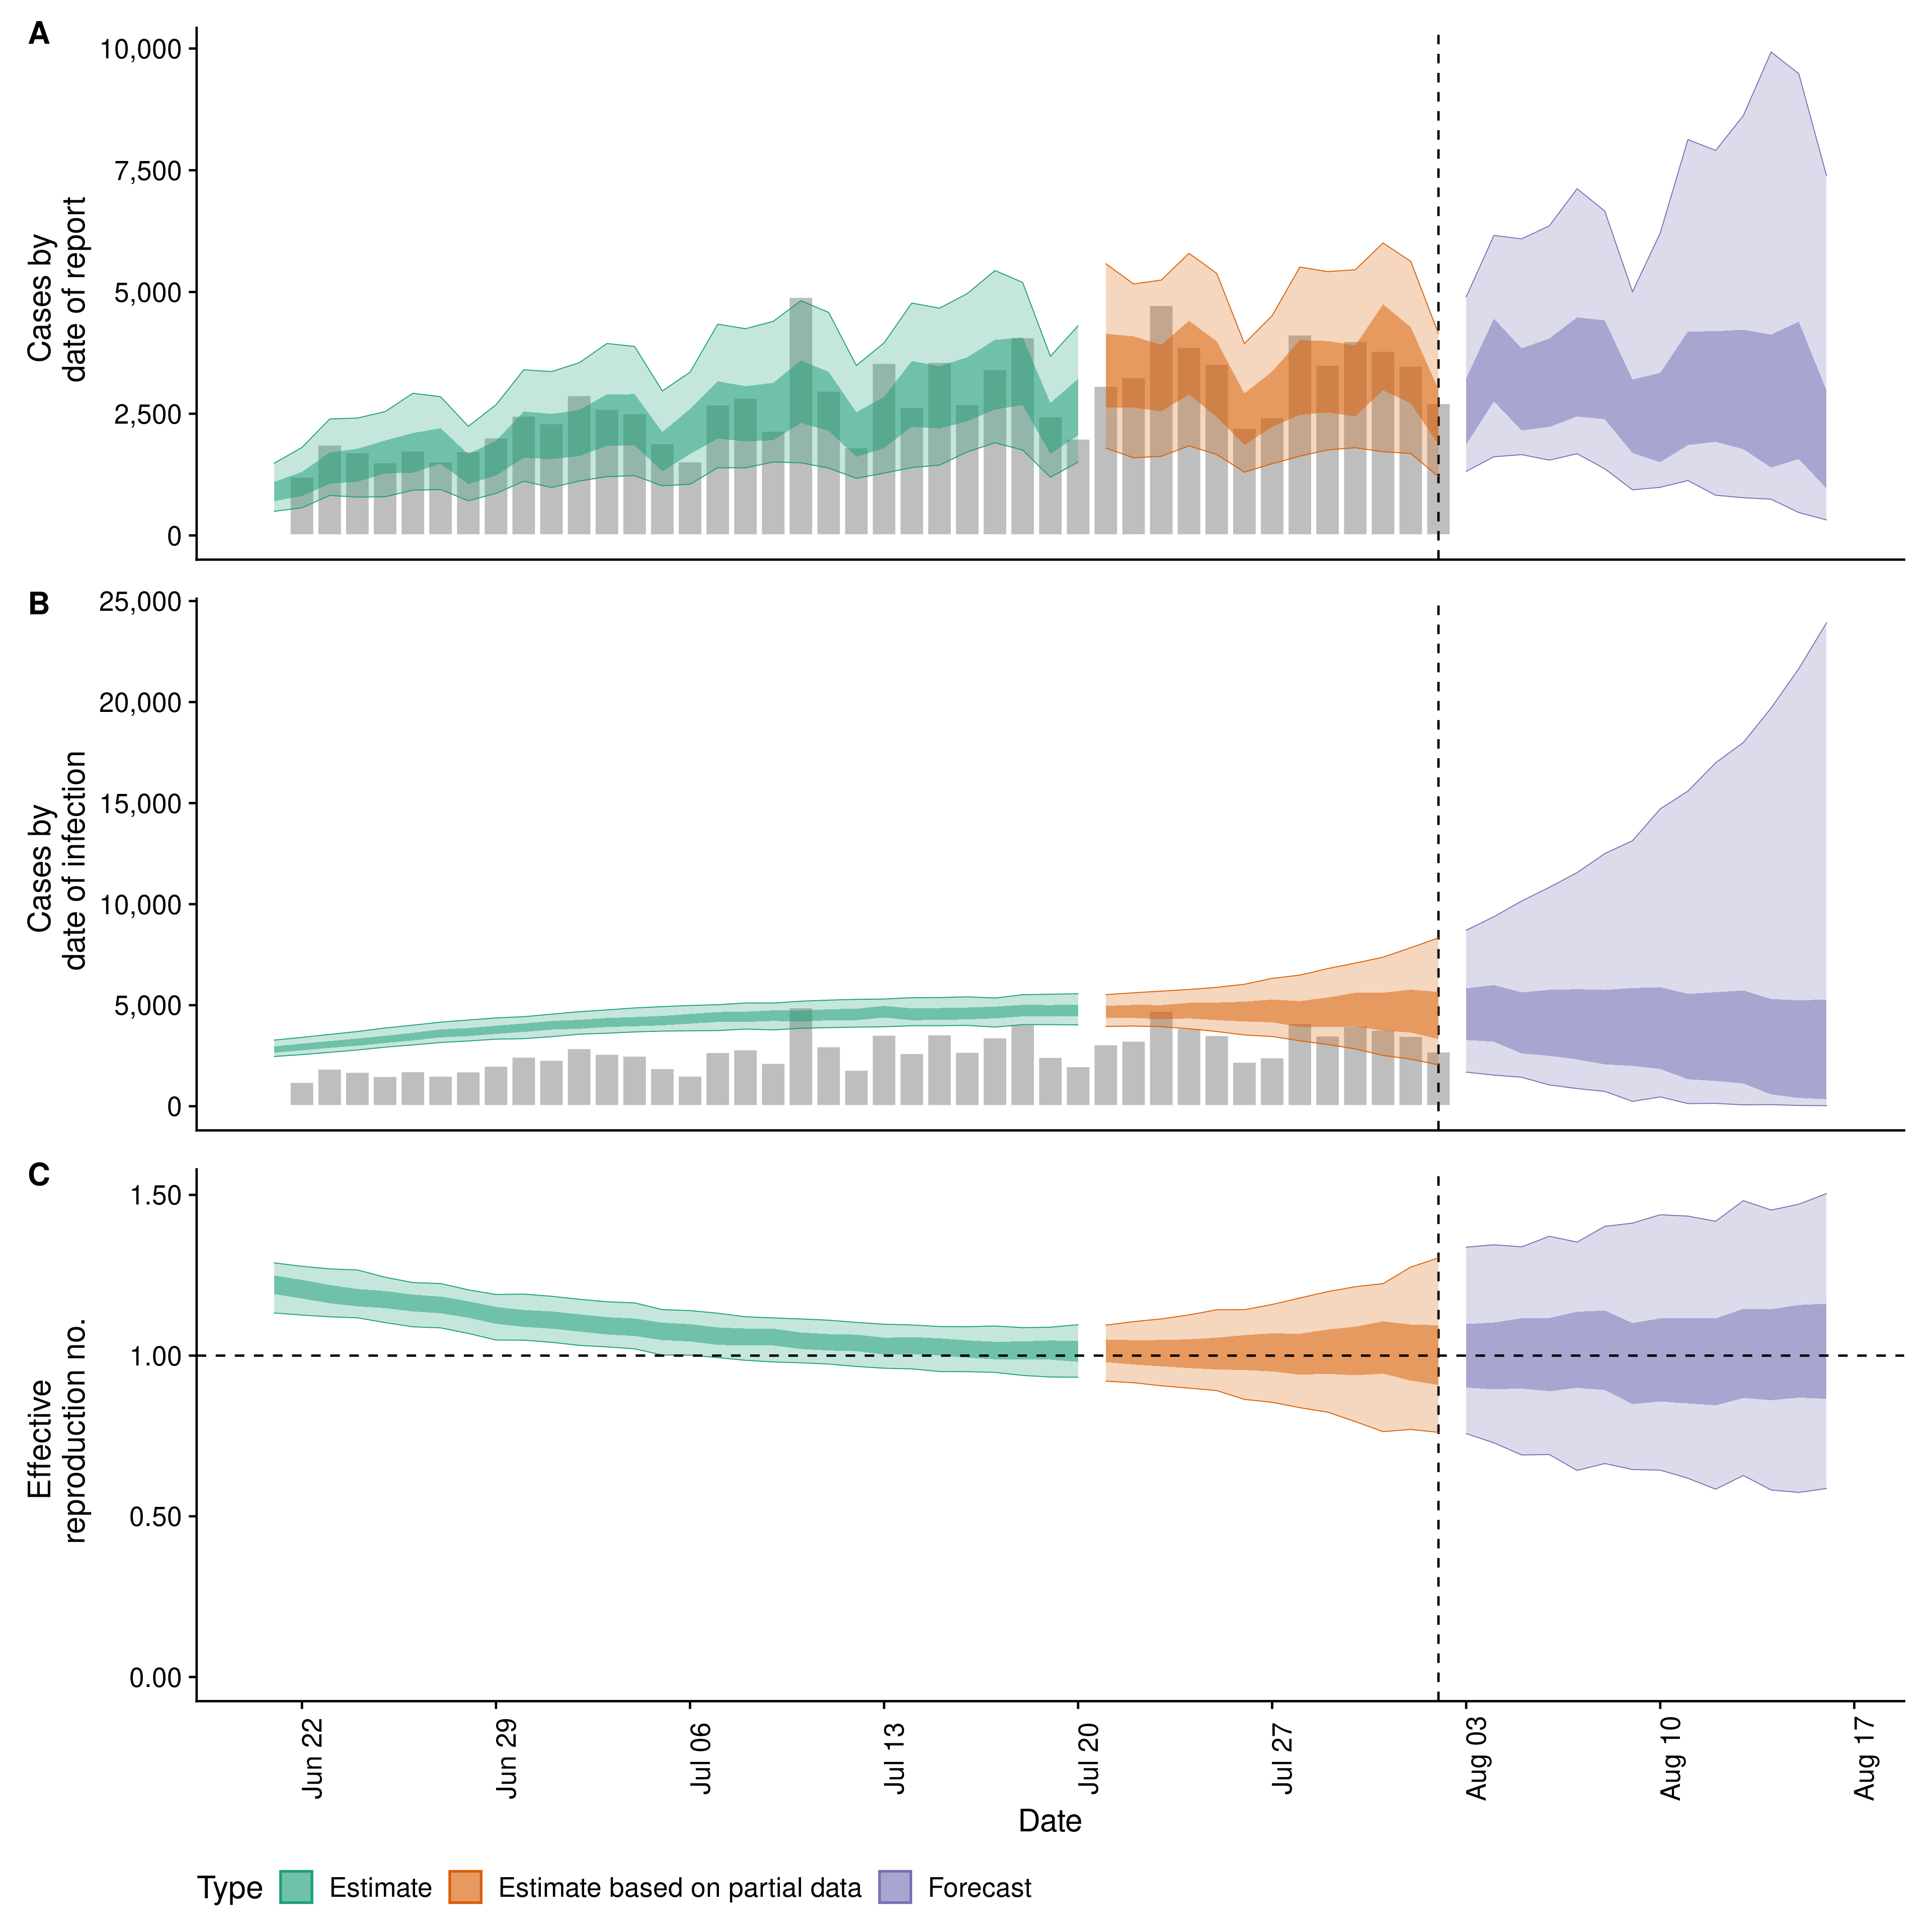 A
10,000
7,500
5,000
2,500
0
Cases by
date of report
B
25,000
20,000
15,000
10,000
5,000
0
Cases by
date of infection
C
1.50
1.00
0.50
0.00
Effective
reproduction no.
Jun 22
Jun 29
Jul 06
Jul 13
Jul 20
Jul 27
Aug 03
Aug 10
Aug 17
Date
Type Estimate Estimate based on partial data Forecast